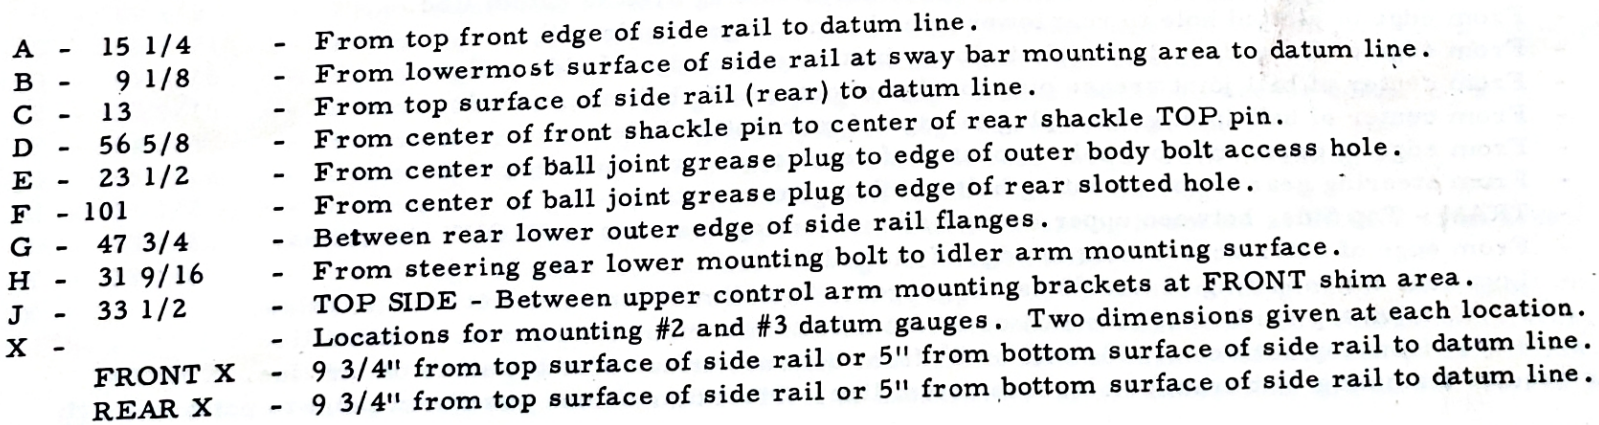 A - 15 1/4 - From top front edge of side rail to datum line.
B - 9 1/8 - From lowermost surface of side rail at sway bar mounting area to datum line.
C - 13 - From top surface of side rail (rear) to datum line.
D - 56 5/8 - From center of front shackle pin to center of rear shackle TOP pin.
E - 23 1/2 - From center of ball joint grease plug to edge of outer body bolt access hole.
F - 101 - From center of ball joint grease plug to edge of rear slotted hole.
G - 47 3/4 - Between rear lower outer edge of side rail flanges.
H - 31 9/16 - From steering gear lower mounting bolt to idler arm mounting surface.
J - 33 1/2 - TOP SIDE - Between upper control arm mounting brackets at FRONT shim area.
X - - Locations for mounting #2 and #3 datum gauges. Two dimensions given at each location.
FRONT X - 9 3/4" from top surface of side rail or 5" from bottom surface of side rail to datum line.
REAR X - 9 3/4" from top surface of side rail or 5" from bottom surface of side rail to datum line.